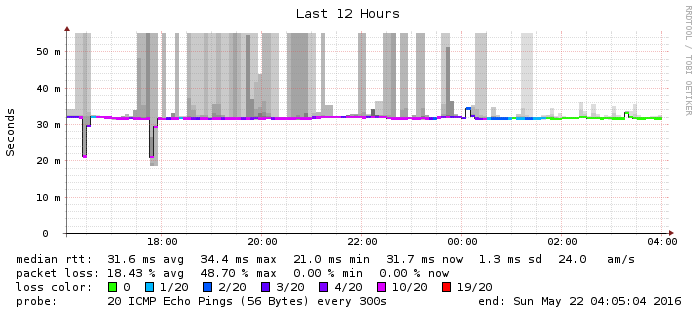 Last 12 Hours
RRDTOOL / TOBI OETIKER
Seconds
50 m
40 m
30 m
20 m
10 m
0
18:00 20:00 22:00 00:00 02:00 04:00
median rtt: 31.6 ms avg 34.4 ms max 21.0 ms min 31.7 ms now 1.3 ms sd 24.0 am/s
packet loss: 18.43 % avg 48.70 % max 0.00 % min 0.00 % now
loss color: 0 1/20 2/20 3/20 4/20 10/20 19/20
probe: 20 ICMP Echo Pings (56 Bytes) every 300s end: Sun May 22 04:05:04 2016